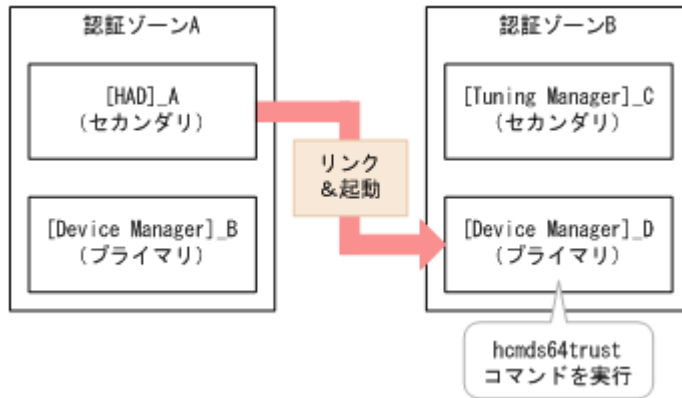 認証ゾーンA
[HAD]_A
(セカンダリ)
[Device Manager]_B
(プライマリ)
リンク
&起動
認証ゾーンB
[Tuning Manager]_C
(セカンダリ)
[Device Manager]_D
(プライマリ)
hcmds64trust
コマンドを実行